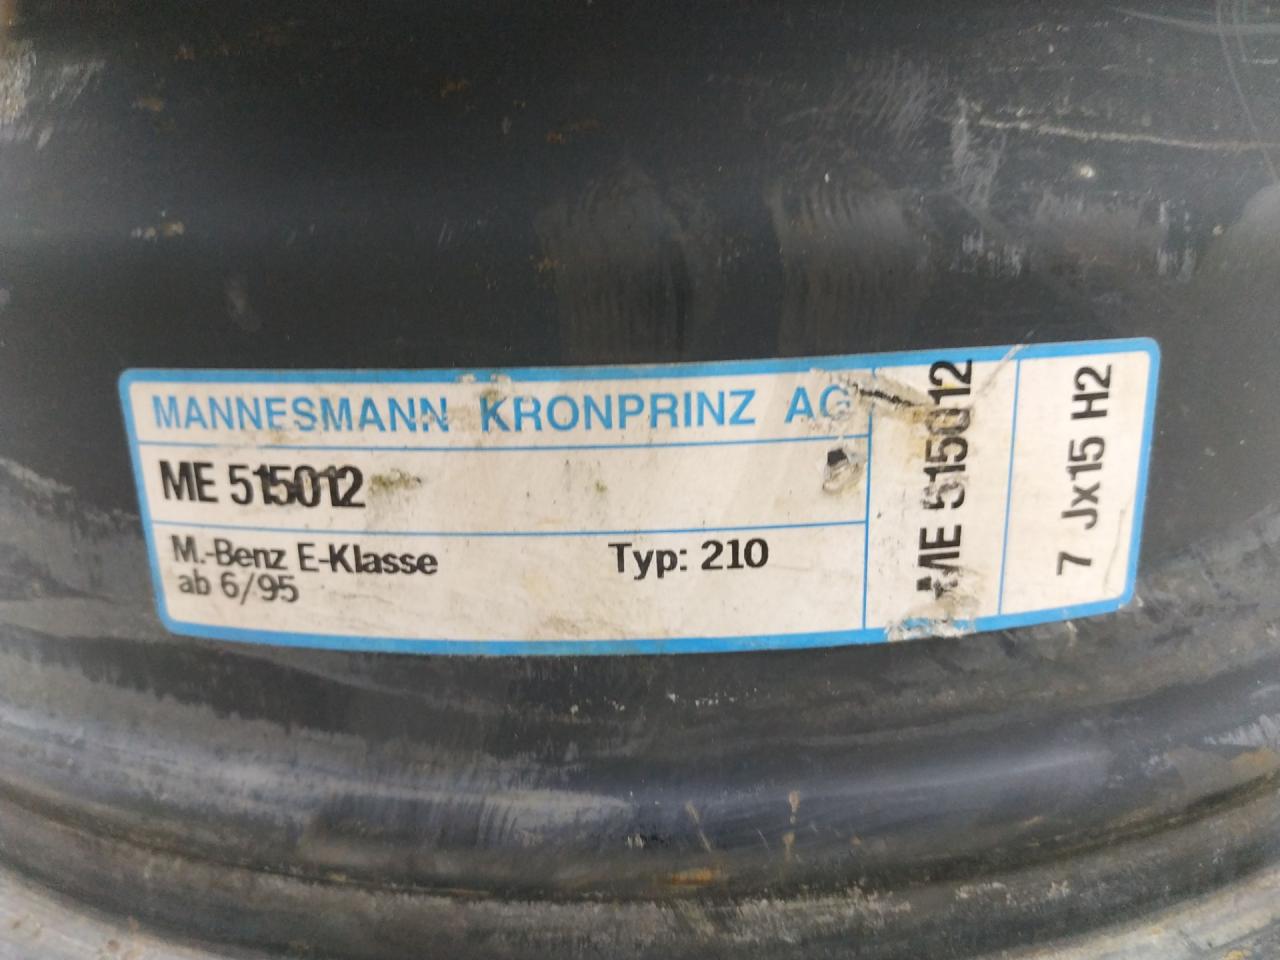 MANNESMANN KRONPRINZ AG
ME 515012
M.-Benz E-Klasse
ab 6/95
Typ: 210
ME 515012
7 Jx15 H2